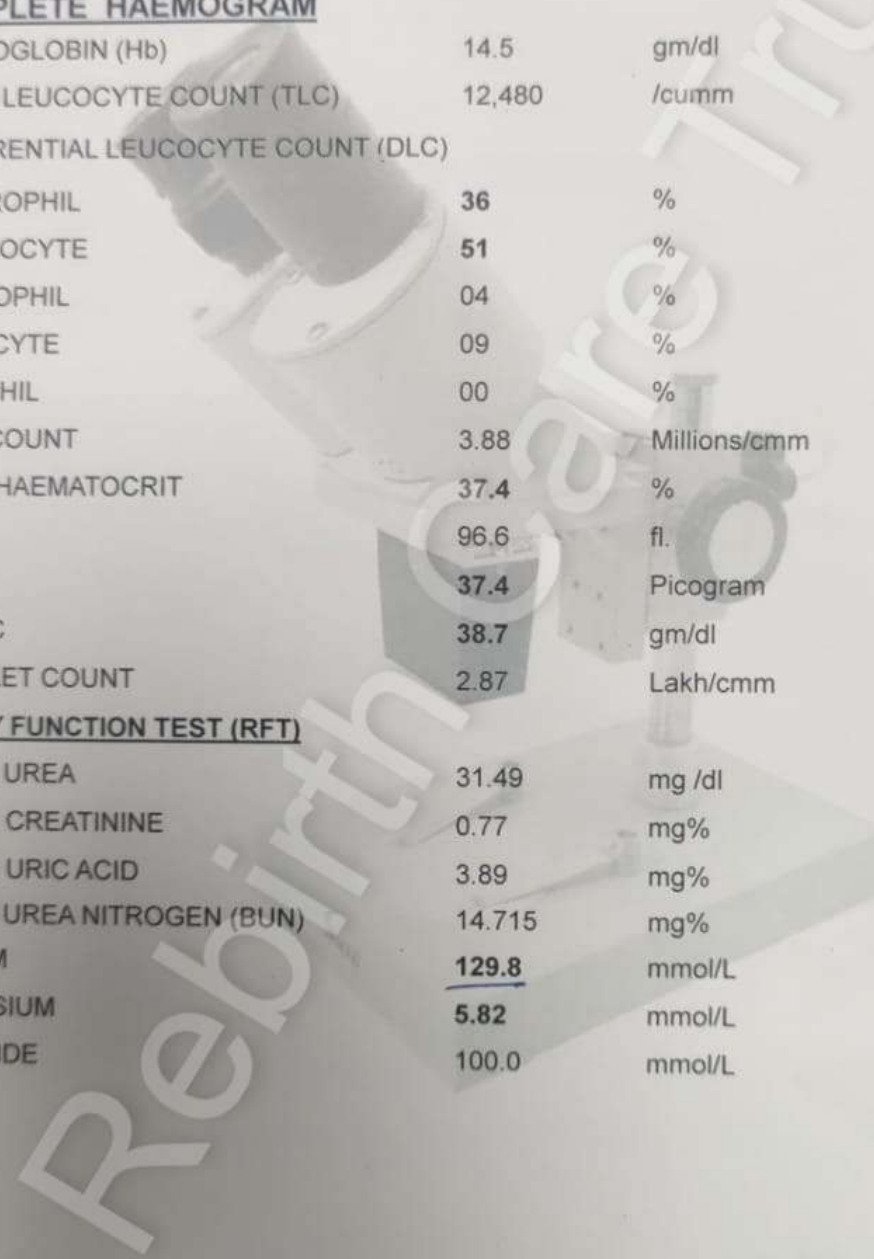 PLETE HAEMOGRAM
OGLOBIN (Hb) 14.5 gm/dl
LEUCOCYTE COUNT (TLC) 12,480 /cumm
RENTIAL LEUCOCYTE COUNT (DLC)
ROPHIL 36 %
OCYTE 51 %
OPHIL 04 %
CYTE 09 %
HIL 00 %
COUNT 3.88 Millions/cmm
HAEMATOCRIT 37.4 %
96.6 fl.
37.4 Picogram
C 38.7 gm/dl
ET COUNT 2.87 Lakh/cmm
Y FUNCTION TEST (RFT)
UREA 31.49 mg /dl
CREATININE 0.77 mg%
URIC ACID 3.89 mg%
UREA NITROGEN (BUN) 14.715 mg%
M 129.8 mmol/L
SIUM 5.82 mmol/L
IDE 100.0 mmol/L
Rebirth Care Tru